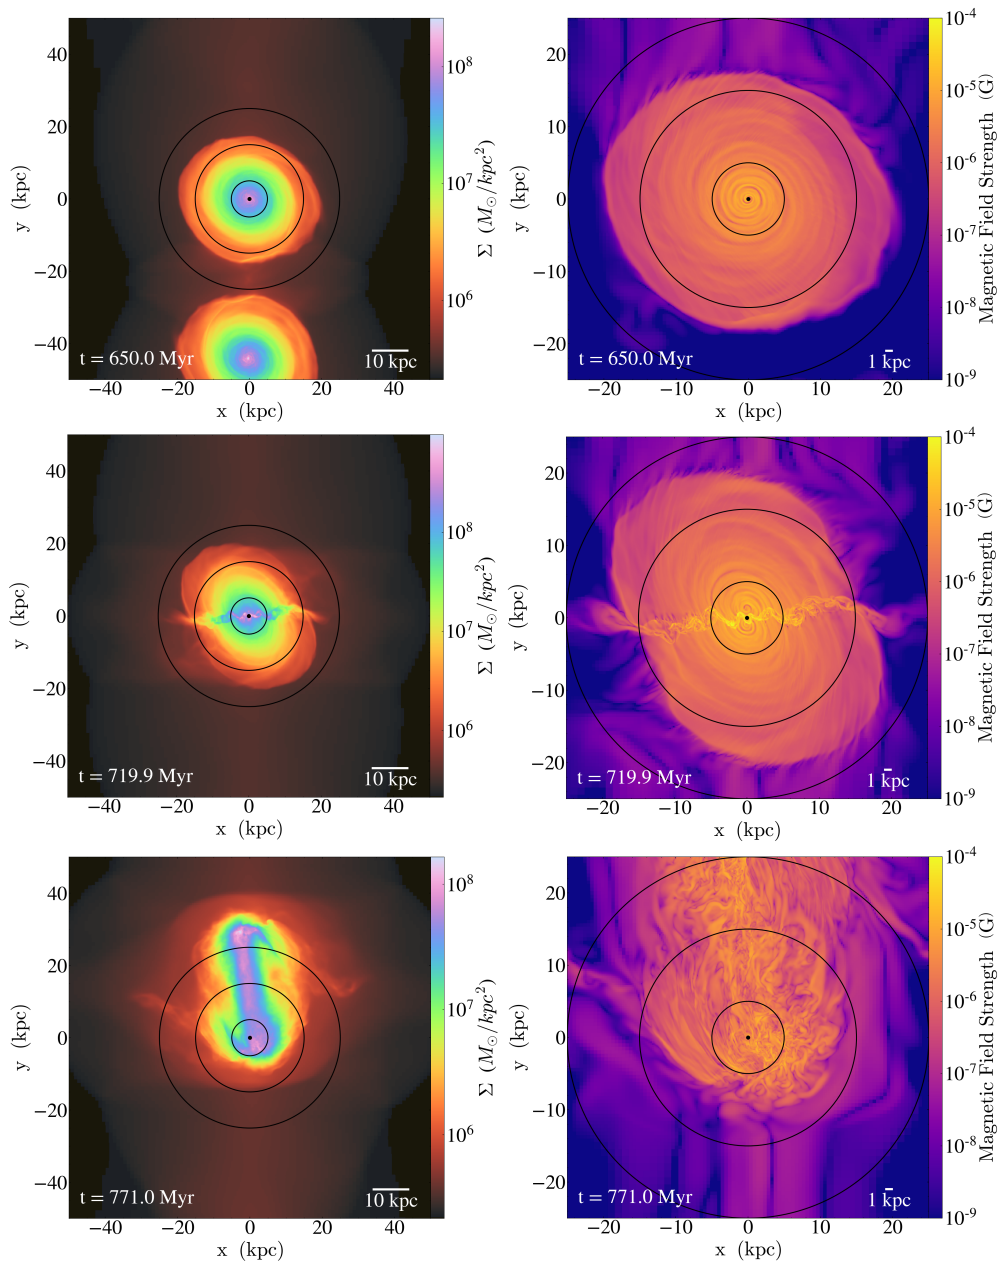 40
20
0
−20
−40
y (kpc)
t = 650.0 Myr
10 kpc
−40 −20 0 20 40
x (kpc)
10^8
10^7
10^6
Σ (M⊙/kpc²)
20
10
0
−10
−20
y (kpc)
t = 650.0 Myr
1 kpc
−20 −10 0 10 20
x (kpc)
10^-4
10^-5
10^-6
10^-7
10^-8
10^-9
Magnetic Field Strength (G)
40
20
0
−20
−40
y (kpc)
t = 719.9 Myr
10 kpc
−40 −20 0 20 40
x (kpc)
10^8
10^7
10^6
Σ (M⊙/kpc²)
20
10
0
−10
−20
y (kpc)
t = 719.9 Myr
1 kpc
−20 −10 0 10 20
x (kpc)
10^-4
10^-5
10^-6
10^-7
10^-8
10^-9
Magnetic Field Strength (G)
40
20
0
−20
−40
y (kpc)
t = 771.0 Myr
10 kpc
−40 −20 0 20 40
x (kpc)
10^8
10^7
10^6
Σ (M⊙/kpc²)
20
10
0
−10
−20
y (kpc)
t = 771.0 Myr
1 kpc
−20 −10 0 10 20
x (kpc)
10^-4
10^-5
10^-6
10^-7
10^-8
10^-9
Magnetic Field Strength (G)